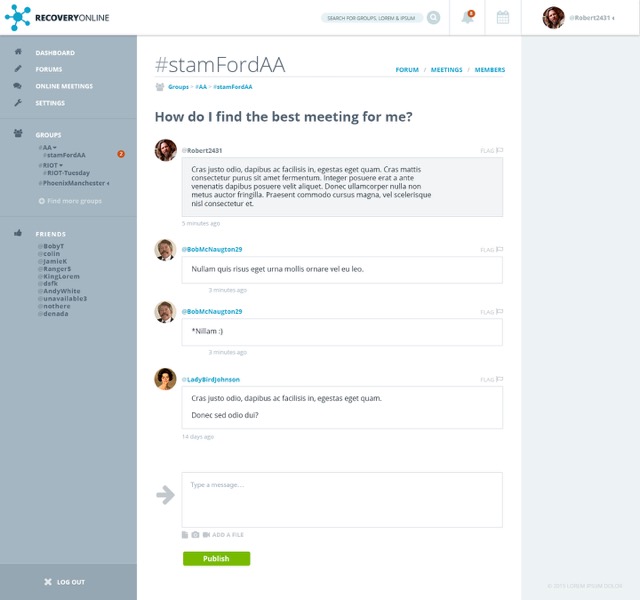 RECOVERYONLINE
SEARCH FOR GROUPS, LOREM & IPSUM
@Robert2431
DASHBOARD
FORUMS
ONLINE MEETINGS
SETTINGS
GROUPS
#AA
#stamFordAA
2
#RIOT
#RIOT-Tuesday
#PhoenixManchestsr
Find more groups
FRIENDS
@BobyT
@colin
@JamieK
@Ranger5
@KingLorem
@dsfk
@AndyWhite
@unavailable3
@nothere
@denada
LOG OUT
#stamFordAA
FORUM / MEETINGS / MEMBERS
Groups > #AA > #stamFordAA
How do I find the best meeting for me?
@Robert2431
FLAG
Cras justo odio, dapibus ac facilisis in, egestas eget quam. Cras mattis
consectetur purus sit amet fermentum. Integer posuere erat a ante
venenatis dapibus posuere velit aliquet. Donec ullamcorper nulla non
metus auctor fringilla. Praesent commodo cursus magna, vel scelerisque
nisl consectetur et.
5 minutes ago
@BobMcNaugton29
FLAG
Nullam quis risus eget urna mollis ornare vel eu leo.
3 minutes ago
@BobMcNaugton29
FLAG
*Nillam :)
3 minutes ago
@LadyBirdJohnson
FLAG
Cras justo odio, dapibus ac facilisis in, egestas eget quam.
Donec sed odio dui?
14 days ago
Type a message...
ADD A FILE
Publish